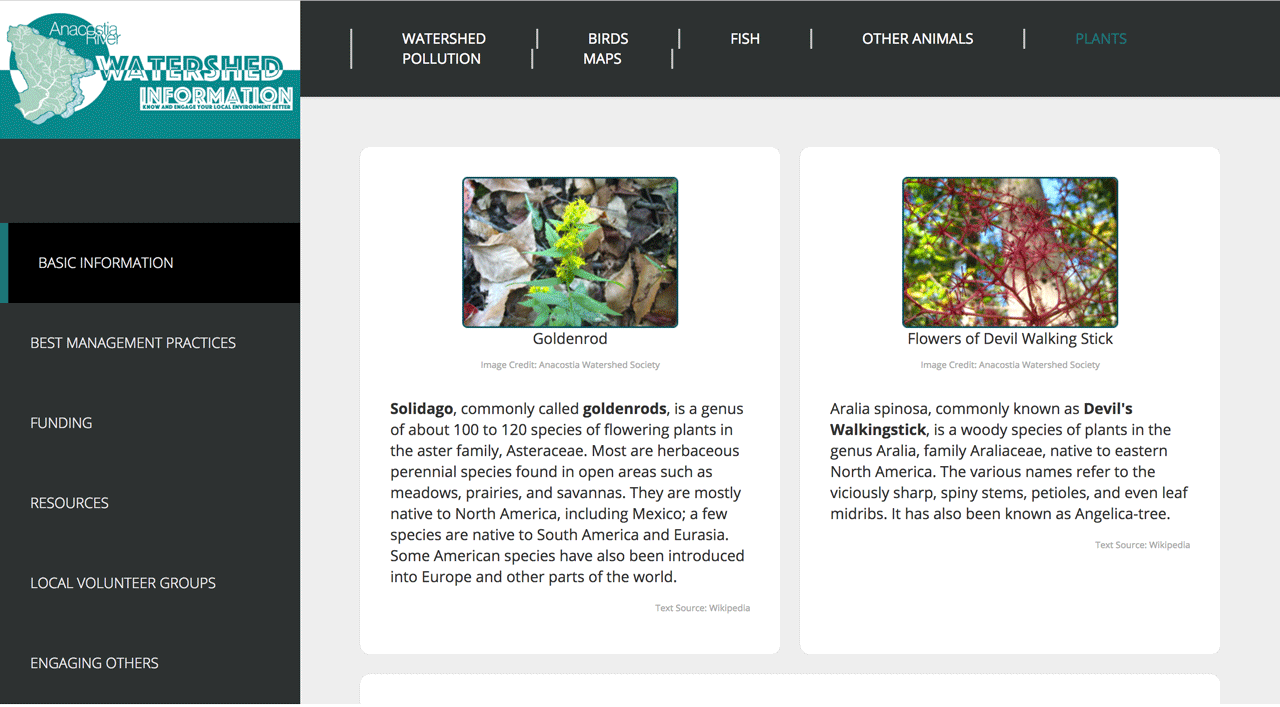 Anacostia
River
WATERSHED
INFORMATION
KNOW AND ENGAGE YOUR LOCAL ENVIRONMENT BETTER
WATERSHED BIRDS FISH OTHER ANIMALS PLANTS
POLLUTION MAPS
BASIC INFORMATION
BEST MANAGEMENT PRACTICES
FUNDING
RESOURCES
LOCAL VOLUNTEER GROUPS
ENGAGING OTHERS
Goldenrod
Image Credit: Anacostia Watershed Society
Solidago, commonly called goldenrods, is a genus
of about 100 to 120 species of flowering plants in
the aster family, Asteraceae. Most are herbaceous
perennial species found in open areas such as
meadows, prairies, and savannas. They are mostly
native to North America, including Mexico; a few
species are native to South America and Eurasia.
Some American species have also been introduced
into Europe and other parts of the world.
Text Source: Wikipedia
Flowers of Devil Walking Stick
Image Credit: Anacostia Watershed Society
Aralia spinosa, commonly known as Devil's
Walkingstick, is a woody species of plants in the
genus Aralia, family Araliaceae, native to eastern
North America. The various names refer to the
viciously sharp, spiny stems, petioles, and even leaf
midribs. It has also been known as Angelica-tree.
Text Source: Wikipedia